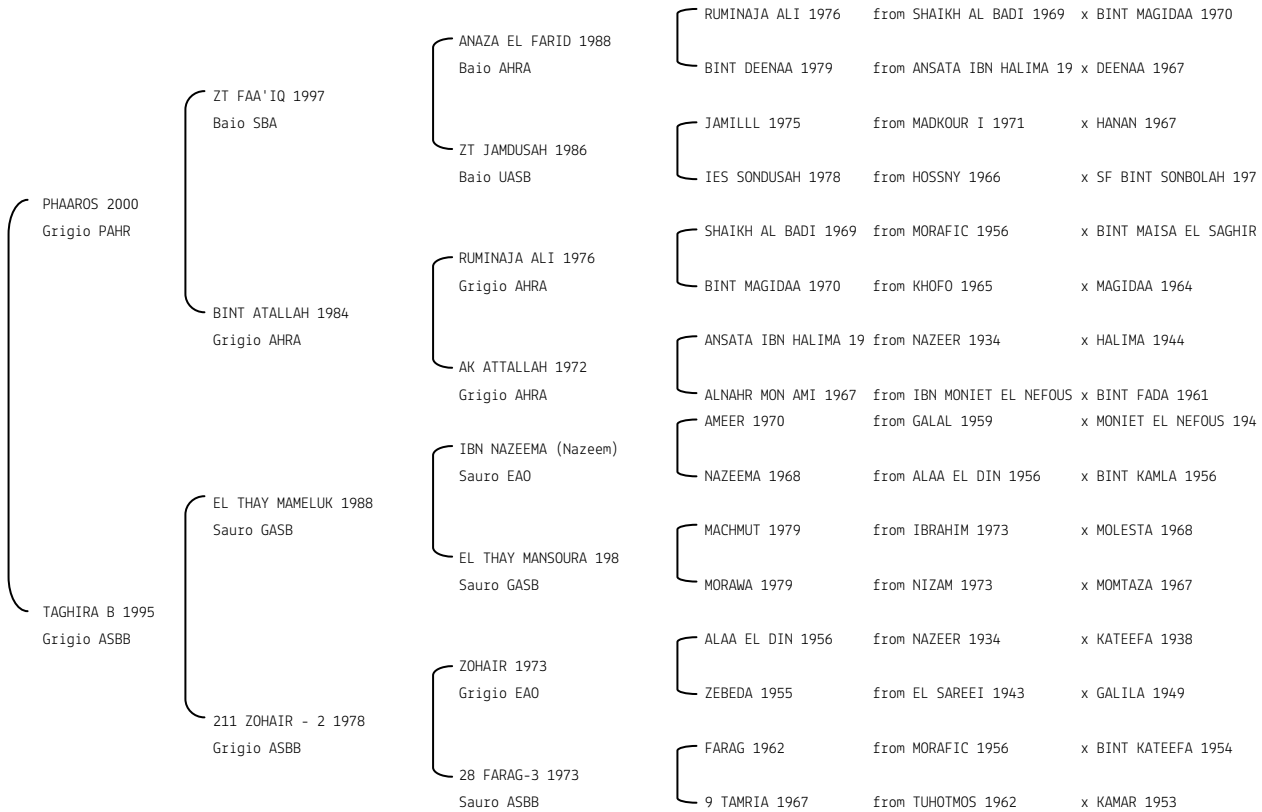 RUMINAJA ALI 1976 from SHAIKH AL BADI 1969 x BINT MAGIDAA 1970
ANAZA EL FARID 1988
Baio AHRA BINT DEENAA 1979 from ANSATA IBN HALIMA 19 x DEENAA 1967
ZT FAA'IQ 1997
Baio SBA JAMILLL 1975 from MADKOUR I 1971 x HANAN 1967
ZT JAMDUSAH 1986
Baio UASB IES SONDUSAH 1978 from HOSSNY 1966 x SF BINT SONBOLAH 197
PHAAROS 2000
Grigio PAHR SHAIKH AL BADI 1969 from MORAFIC 1956 x BINT MAISA EL SAGHIR
RUMINAJA ALI 1976
Grigio AHRA BINT MAGIDAA 1970 from KHOFO 1965 x MAGIDAA 1964
BINT ATALLAH 1984
Grigio AHRA ANSATA IBN HALIMA 19 from NAZEER 1934 x HALIMA 1944
AK ATTALLAH 1972
Grigio AHRA ALNAHR MON AMI 1967 from IBN MONIET EL NEFOUS x BINT FADA 1961
AMEER 1970 from GALAL 1959 x MONIET EL NEFOUS 194
IBN NAZEEMA (Nazeem)
Sauro EAO NAZEEMA 1968 from ALAA EL DIN 1956 x BINT KAMLA 1956
EL THAY MAMELUK 1988
Sauro GASB MACHMUT 1979 from IBRAHIM 1973 x MOLESTA 1968
EL THAY MANSOURA 198
Sauro GASB MORAWA 1979 from NIZAM 1973 x MOMTAZA 1967
TAGHIRA B 1995
Grigio ASBB ALAA EL DIN 1956 from NAZEER 1934 x KATEEFA 1938
ZOHAIR 1973
Grigio EAO ZEBEDA 1955 from EL SAREEI 1943 x GALILA 1949
211 ZOHAIR - 2 1978
Grigio ASBB FARAG 1962 from MORAFIC 1956 x BINT KATEEFA 1954
28 FARAG-3 1973
Sauro ASBB 9 TAMRIA 1967 from TUHOTMOS 1962 x KAMAR 1953